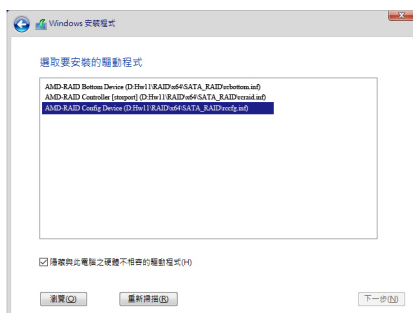 Windows 安裝程式
選取要安裝的驅動程式
AMD-RAID Bottom Device (D:\Hw11\RAID\x64\SATA_RAID\rcbottom.inf)
AMD-RAID Controller [storport] (D:\Hw11\RAID\x64\SATA_RAID\rcraid.inf)
AMD-RAID Config Device (D:\Hw11\RAID\x64\SATA_RAID\rccfg.inf)
隱藏與此電腦之硬體不相容的驅動程式(H)
瀏覽(O) 重新掃描(R) 下一步(N)